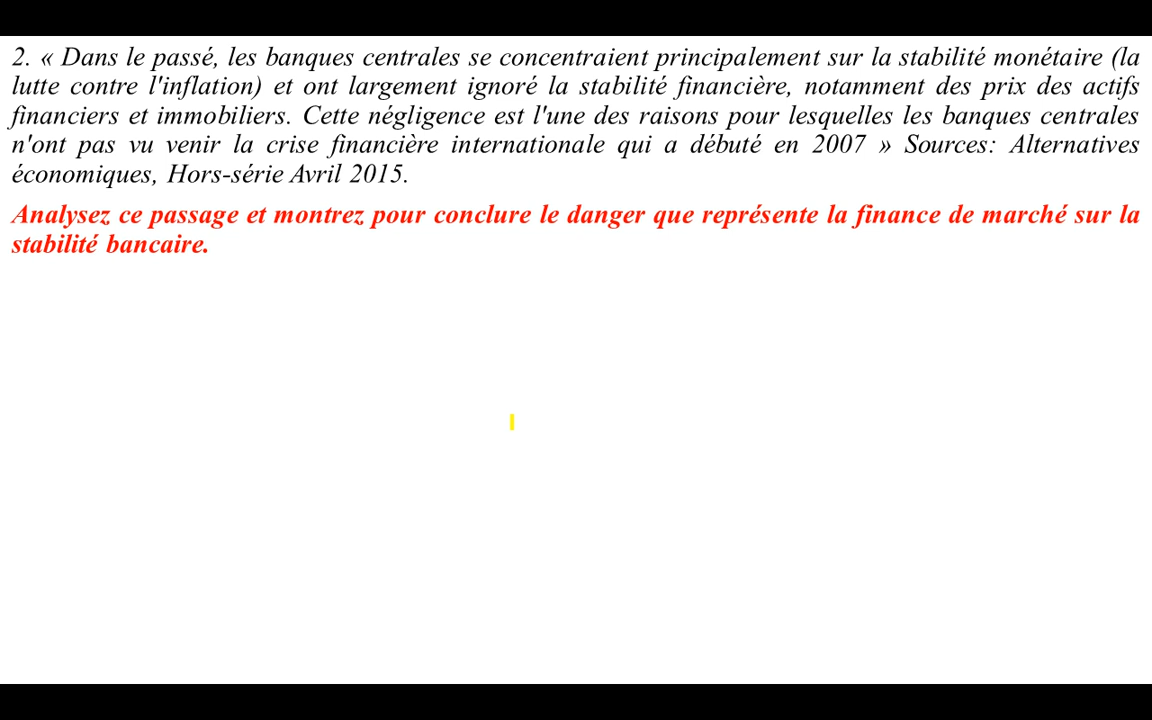 2. « Dans le passé, les banques centrales se concentraient principalement sur la stabilité monétaire (la
lutte contre l'inflation) et ont largement ignoré la stabilité financière, notamment des prix des actifs
financiers et immobiliers. Cette négligence est l'une des raisons pour lesquelles les banques centrales
n'ont pas vu venir la crise financière internationale qui a débuté en 2007 » Sources: Alternatives
économiques, Hors-série Avril 2015.
Analysez ce passage et montrez pour conclure le danger que représente la finance de marché sur la
stabilité bancaire.